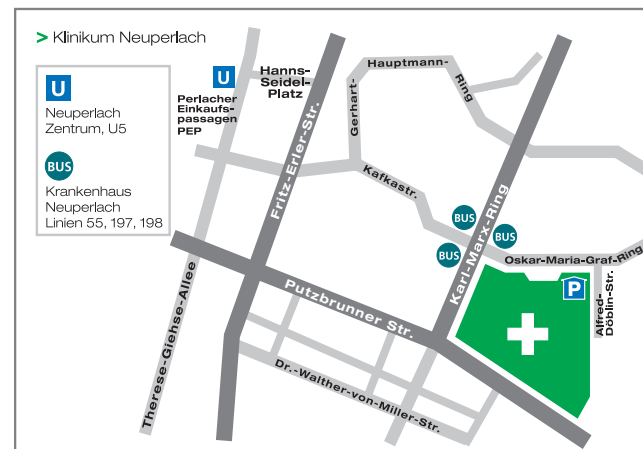 > Klinikum Neuperlach
U
Neuperlach
Zentrum, U5
BUS
Krankenhaus
Neuperlach
Linien 55, 197, 198
U
Perlacher
Einkaufs-
passagen
PEP
Hanns-
Seidel-
Platz
Fritz-Erler-Str.
Gerhart-
Hauptmann-
Ring
Kafkastr.
BUS
BUS
BUS
Karl-Marx-Ring
Oskar-Maria-Graf-Ring
P
Alfred-
Döblin-Str.
Therese-Giehse-Allee
Putzbrunner Str.
Dr.-Walther-von-Miller-Str.